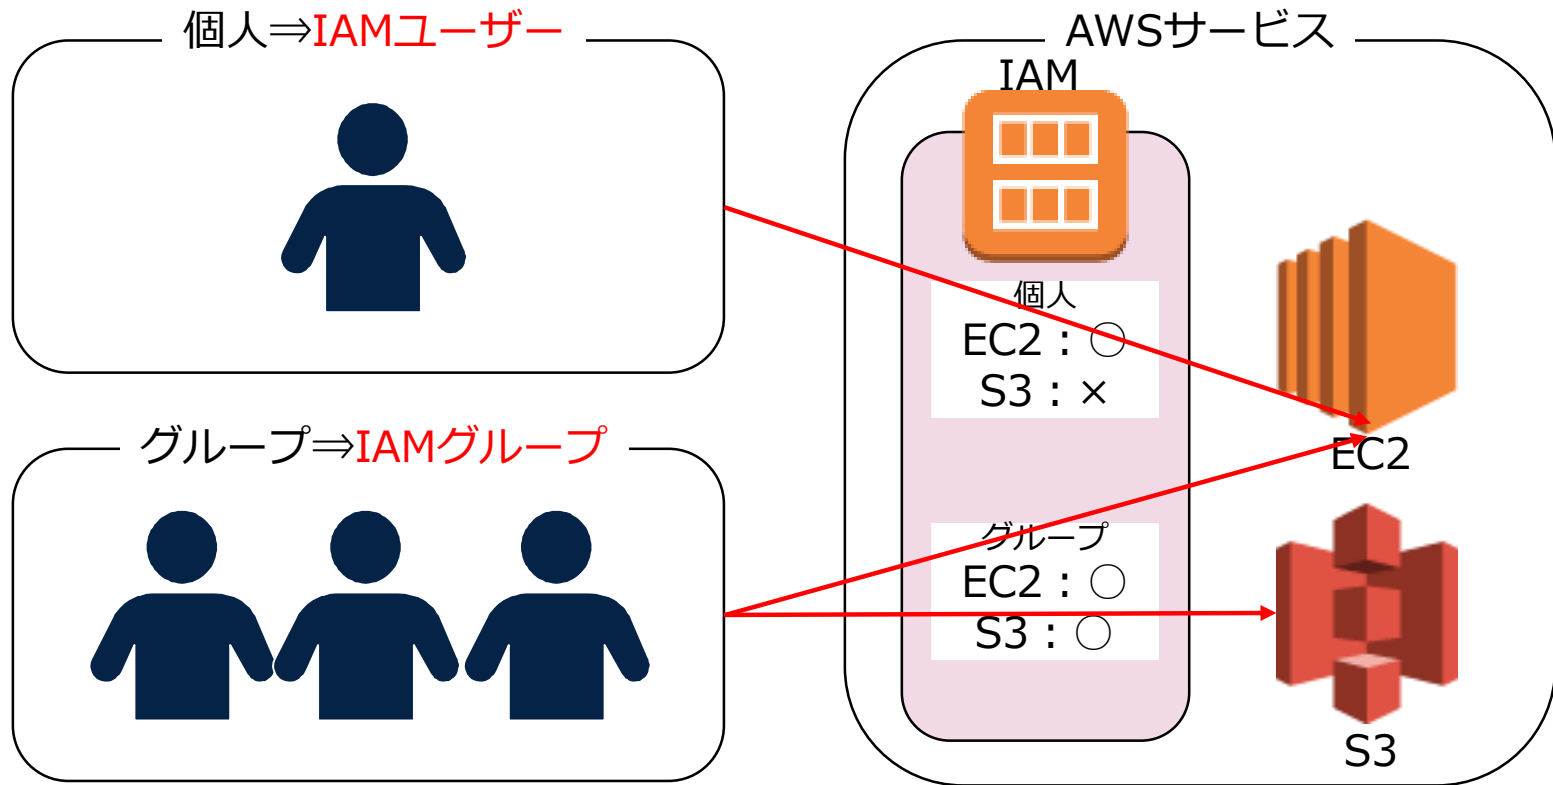 個人⇒IAMユーザー
グループ⇒IAMグループ
AWSサービス
IAM
個人
EC2：○
S3：×
グループ
EC2：○
S3：○
EC2
S3